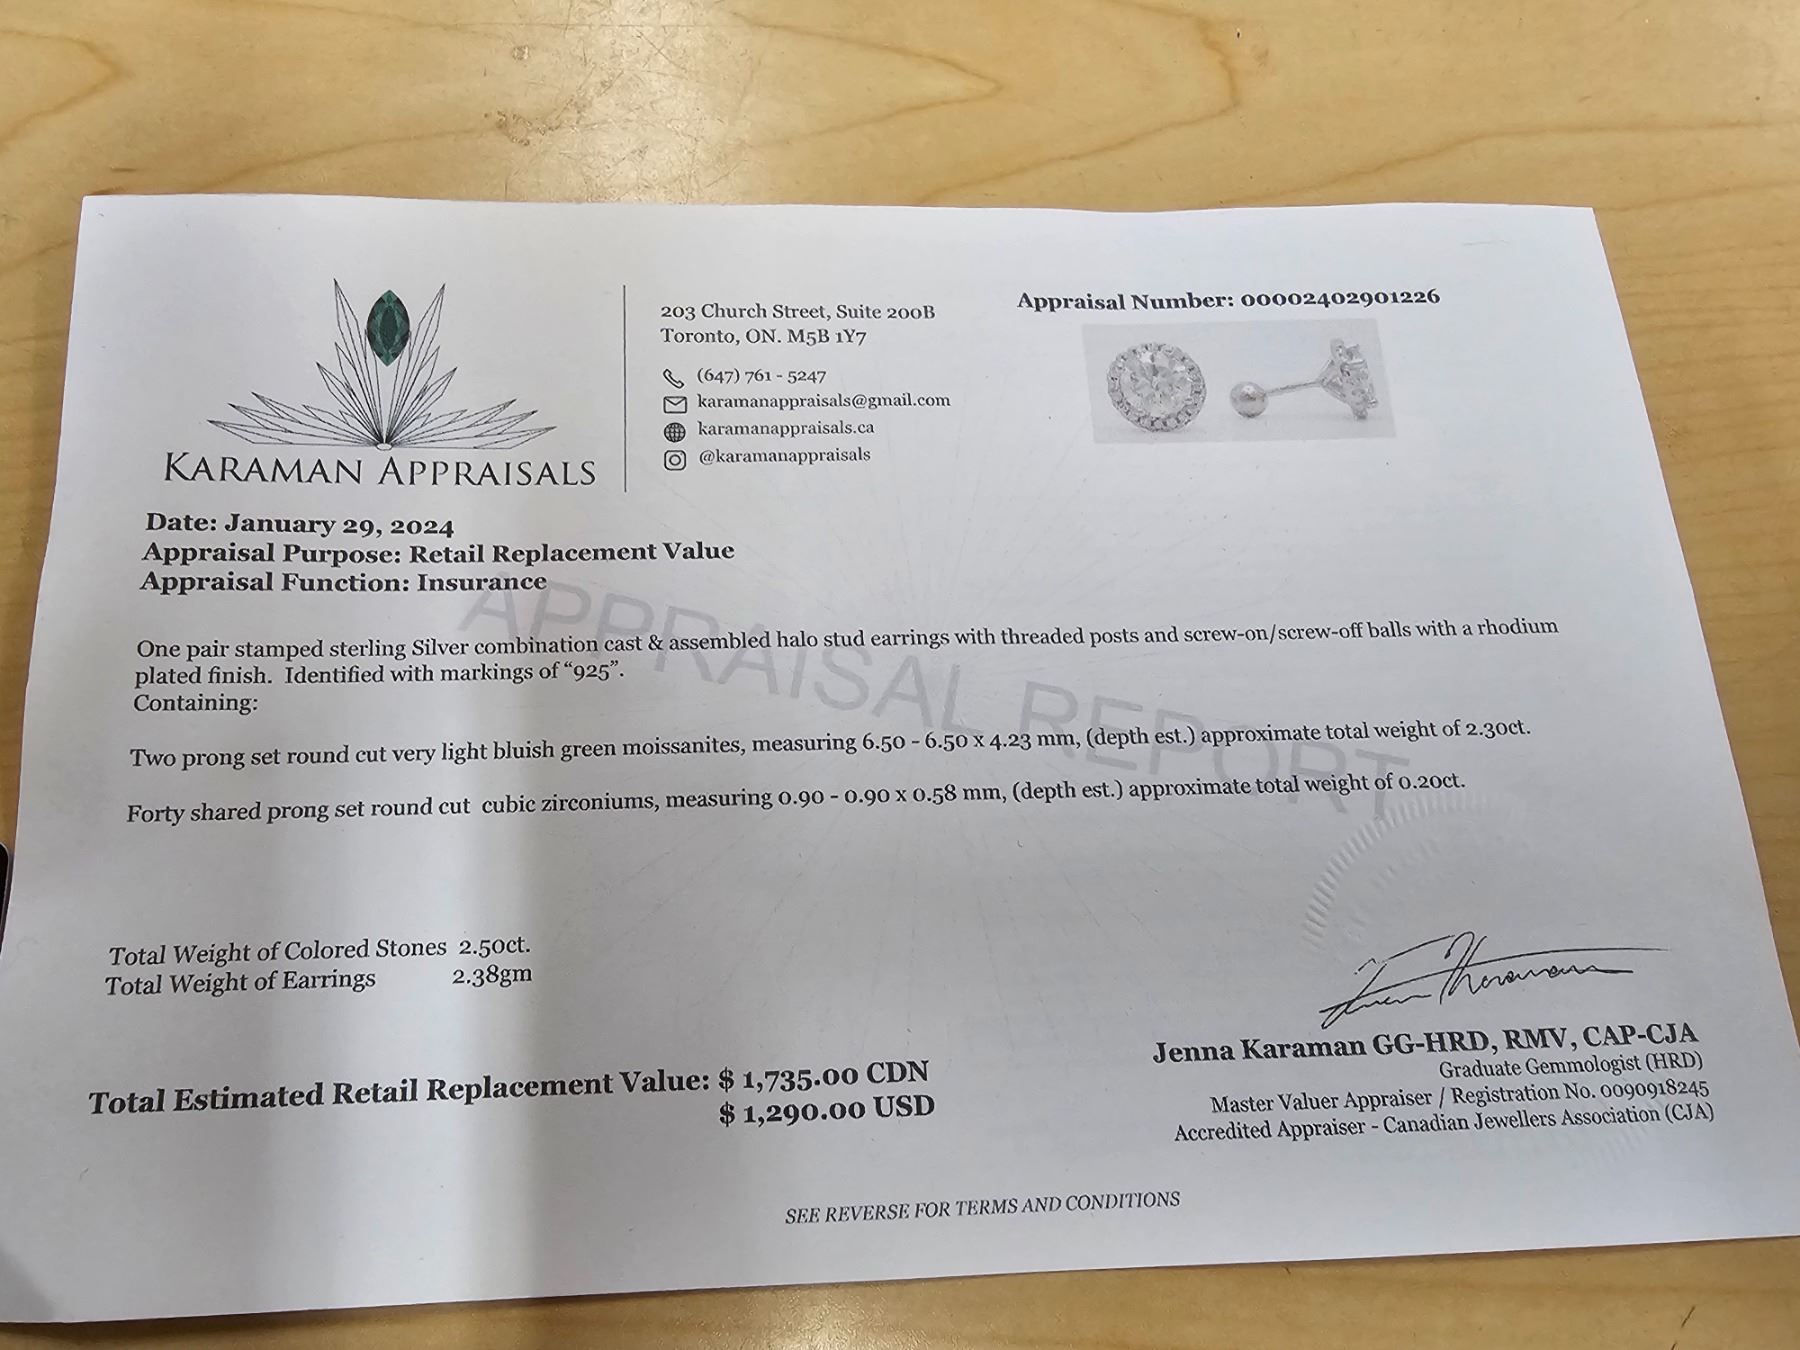 KARAMAN APPRAISALS
203 Church Street, Suite 200B
Toronto, ON. M5B 1Y7
(647) 761 - 5247
karamanappraisals@gmail.com
karamanappraisals.ca
@karamanappraisals
Appraisal Number: 00002402901226
Date: January 29, 2024
Appraisal Purpose: Retail Replacement Value
Appraisal Function: Insurance
APPRAISAL REPORT
One pair stamped sterling Silver combination cast & assembled halo stud earrings with threaded posts and screw-on/screw-off balls with a rhodium
plated finish. Identified with markings of “925”.
Containing:
Two prong set round cut very light bluish green moissanites, measuring 6.50 - 6.50 x 4.23 mm, (depth est.) approximate total weight of 2.30ct.
Forty shared prong set round cut cubic zirconiums, measuring 0.90 - 0.90 x 0.58 mm, (depth est.) approximate total weight of 0.20ct.
Total Weight of Colored Stones 2.50ct.
Total Weight of Earrings 2.38gm
Total Estimated Retail Replacement Value: $ 1,735.00 CDN
$ 1,290.00 USD
Jenna Karaman GG-HRD, RMV, CAP-CJA
Graduate Gemmologist (HRD)
Master Valuer Appraiser / Registration No. 0090918245
Accredited Appraiser - Canadian Jewellers Association (CJA)
SEE REVERSE FOR TERMS AND CONDITIONS